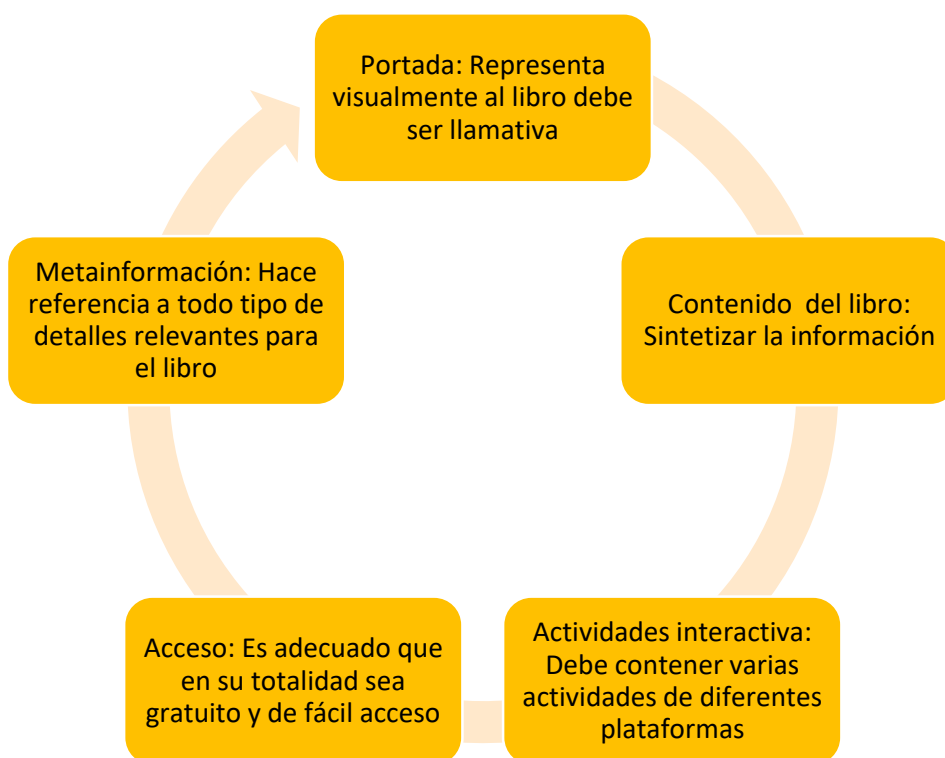 Portada: Representa
visualmente al libro debe
ser llamativa
Contenido del libro:
Sintetizar la información
Actividades interactiva:
Debe contener varias
actividades de diferentes
plataformas
Acceso: Es adecuado que
en su totalidad sea
gratuito y de fácil acceso
Metainformación: Hace
referencia a todo tipo de
detalles relevantes para
el libro